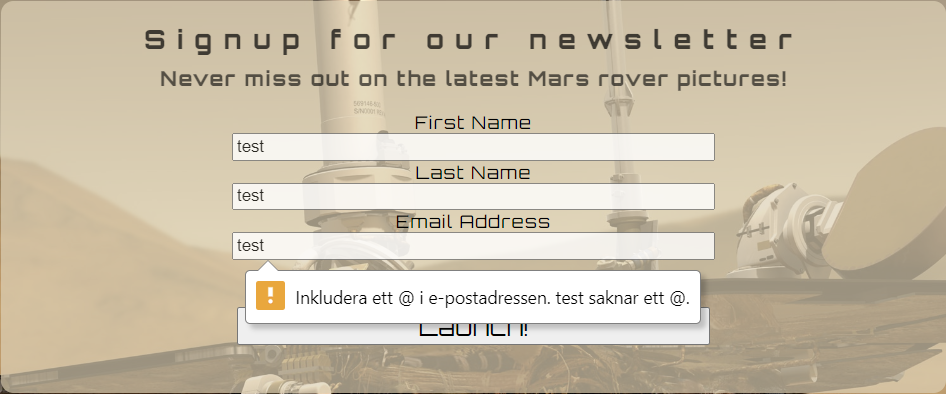 Signup for our newsletter
Never miss out on the latest Mars rover pictures!
First Name
test
Last Name
test
Email Address
test
Inkludera ett @ i e-postadressen. test saknar ett @.
Launch!